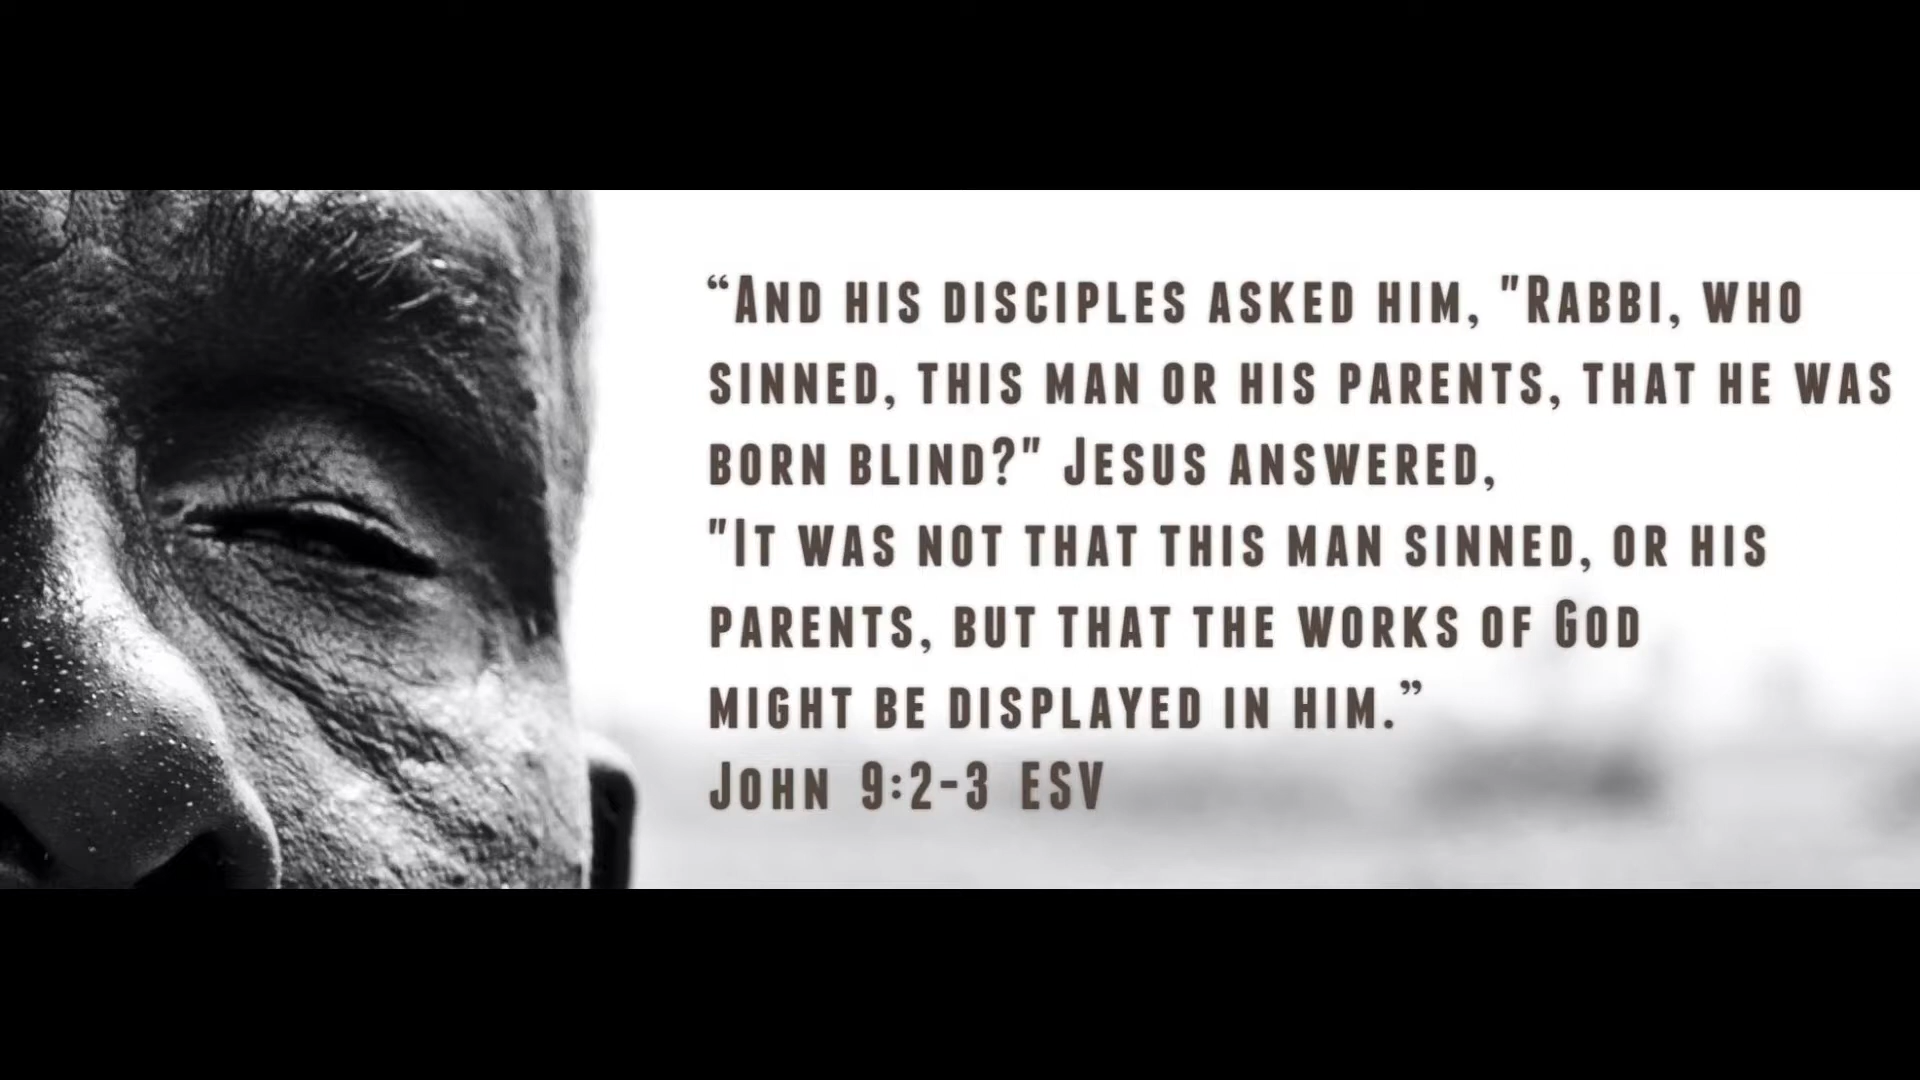 “And his disciples asked him, "Rabbi, who
sinned, this man or his parents, that he was
born blind?" Jesus answered,
"It was not that this man sinned, or his
parents, but that the works of God
might be displayed in him.”
John 9:2-3 ESV